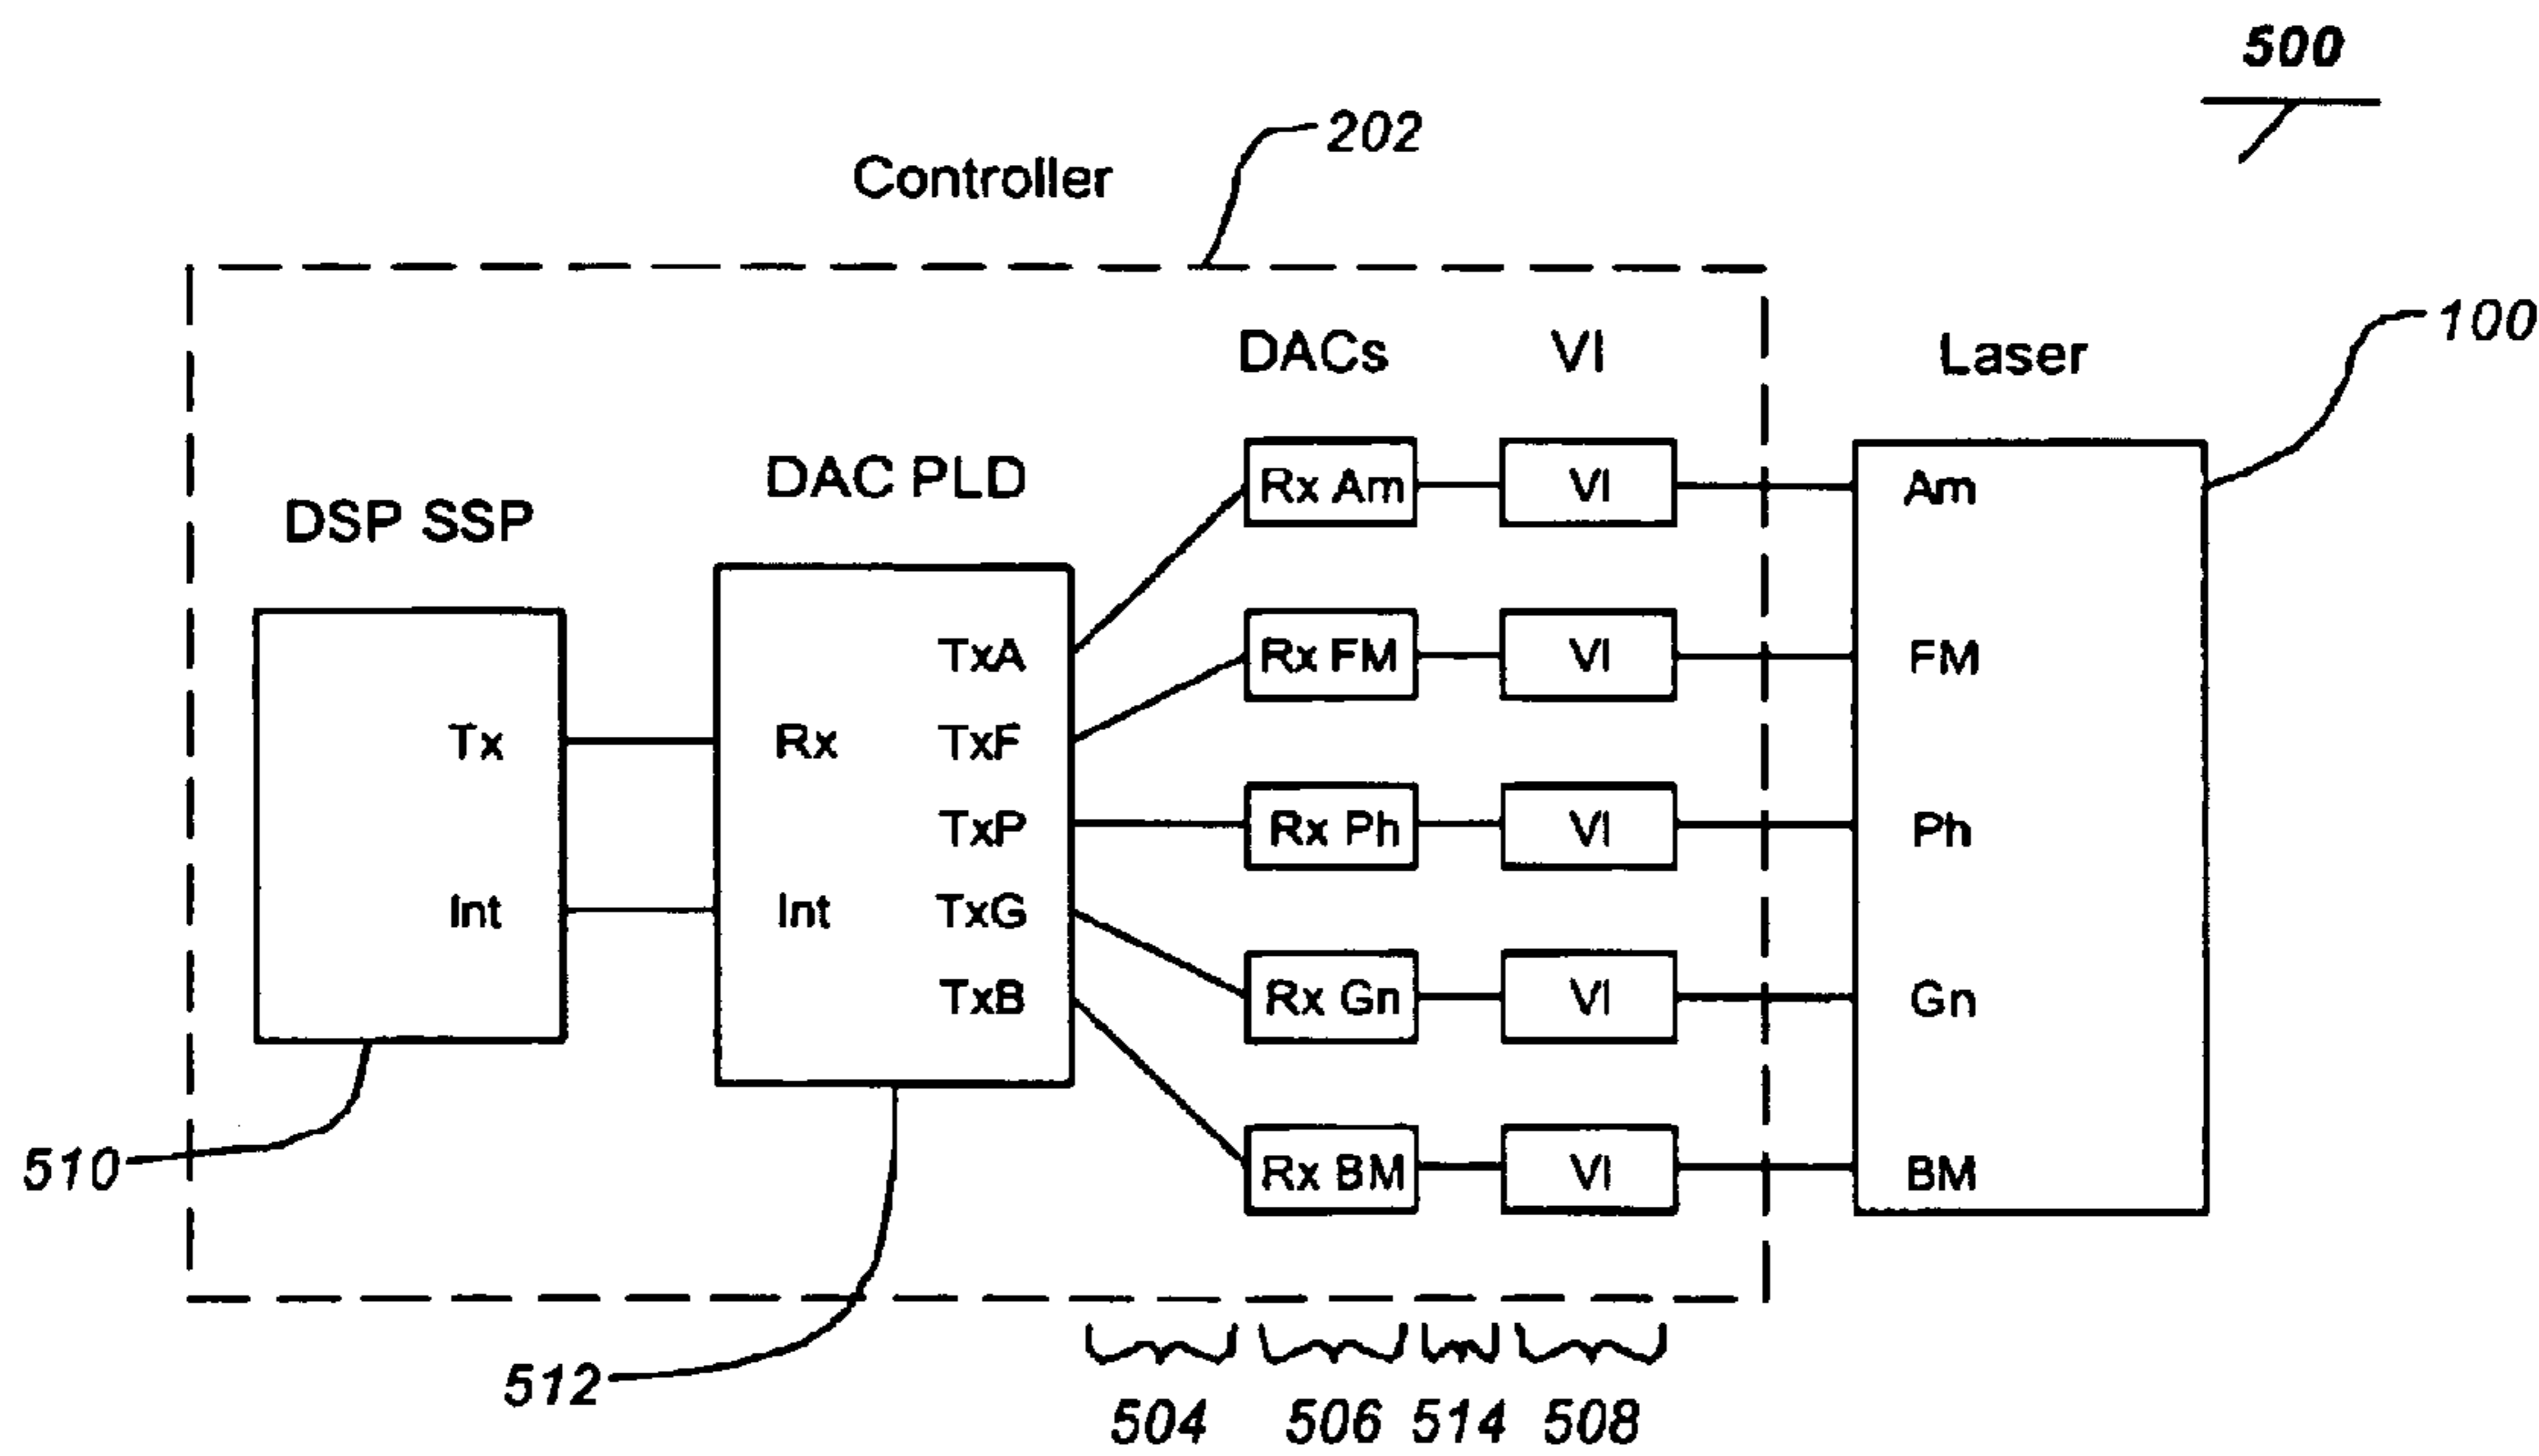 500
202
Controller
100
DACs
VI
Laser
DSP SSP
DAC PLD
Rx Am
VI
Am
TxA
Rx FM
VI
FM
Tx
Rx
TxF
TxP
Rx Ph
VI
Ph
Int
Int
TxG
TxB
Rx Gn
VI
Gn
Rx BM
VI
BM
510
512
504
506
514
508